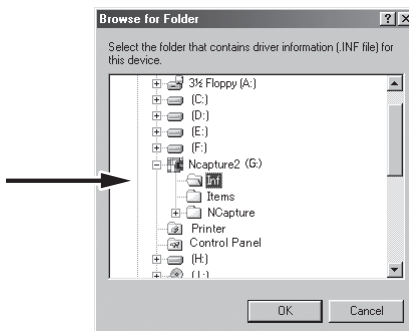 Browse for Folder
Select the folder that contains driver information (.INF file) for
this device.
3½ Floppy (A:)
(C:)
(D:)
(E:)
(F:)
Ncapture2 (G:)
Inf
Items
NCapture
Printer
Control Panel
(H:)
OK
Cancel